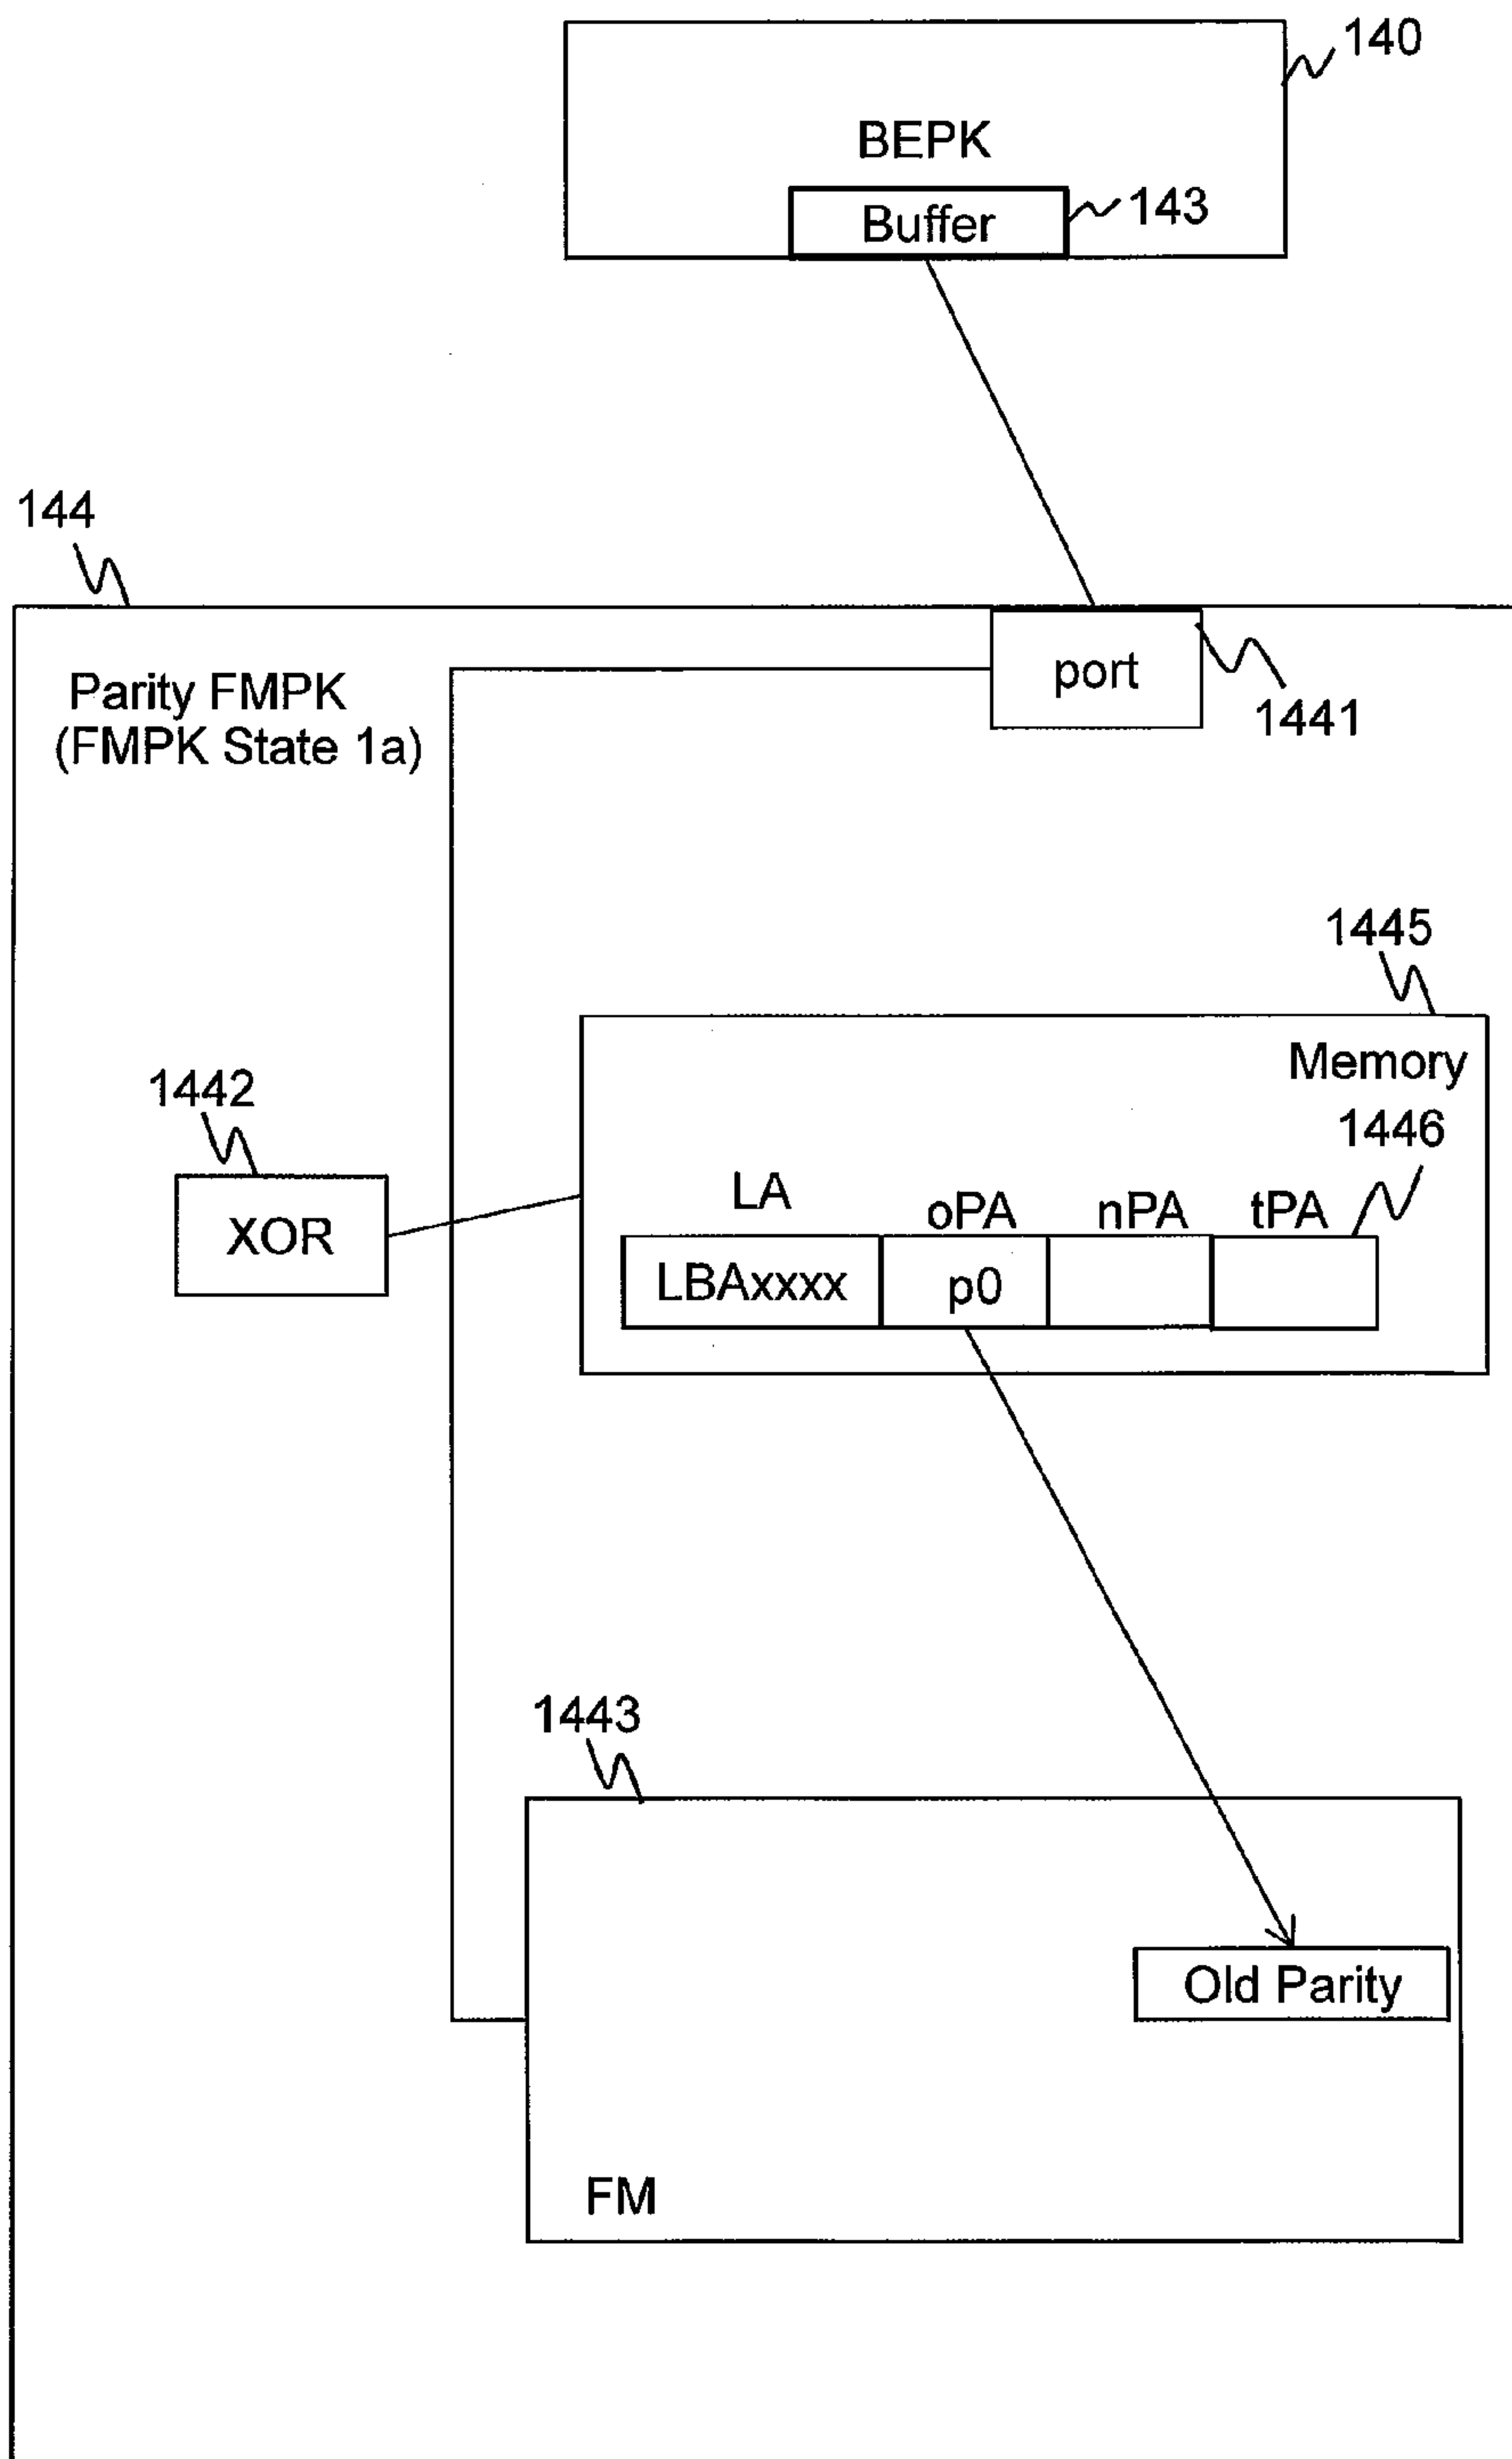 140
BEPK
Buffer
143
144
port
Parity FMPK
(FMPK State 1a)
1441
1445
Memory
1442
1446
LA
oPA
nPA
tPA
XOR
LBAxxxx
p0
1443
Old Parity
FM